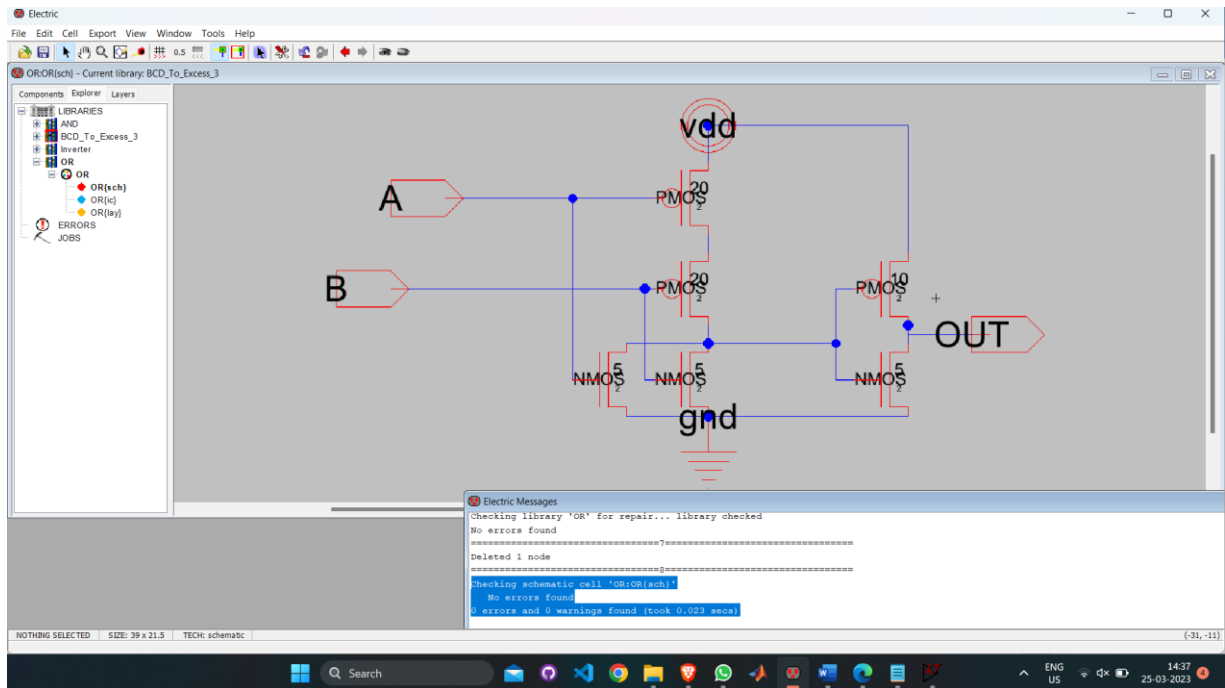 Electric
File Edit Cell Export View Window Tools Help
0.5
OR:OR{sch} - Current library: BCD_To_Excess_3
Components Explorer Layers
LIBRARIES
AND
BCD_To_Excess_3
Inverter
OR
OR
OR{sch}
OR{ic}
OR{lay}
ERRORS
JOBS
vdd
A
PMOS 20 2
B
PMOS 20 2
PMOS 10 2
OUT
NMOS 5 2
NMOS 5 2
NMOS 5 2
gnd
Electric Messages
Checking library 'OR' for repair... library checked
No errors found
=================================7=================================
Deleted 1 node
=================================8=================================
Checking schematic cell 'OR:OR{sch}'
No errors found
0 errors and 0 warnings found (took 0.023 secs)
NOTHING SELECTED SIZE: 39 x 21.5 TECH: schematic (-31, -11)
Search
ENG
US
14:37
25-03-2023
4